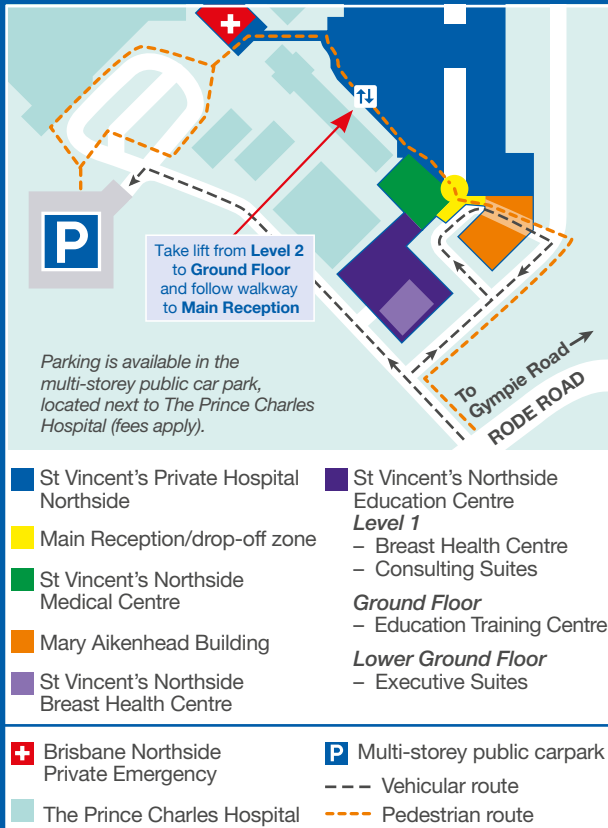 P
Take lift from Level 2
to Ground Floor
and follow walkway
to Main Reception
Parking is available in the
multi-storey public car park,
located next to The Prince Charles
Hospital (fees apply).
To
Gympie Road
RODE ROAD
St Vincent's Private Hospital
Northside
Main Reception/drop-off zone
St Vincent's Northside
Medical Centre
Mary Aikenhead Building
St Vincent's Northside
Breast Health Centre
St Vincent's Northside
Education Centre
Level 1
– Breast Health Centre
– Consulting Suites
Ground Floor
– Education Training Centre
Lower Ground Floor
– Executive Suites
Brisbane Northside
Private Emergency
The Prince Charles Hospital
P Multi-storey public carpark
Vehicular route
Pedestrian route